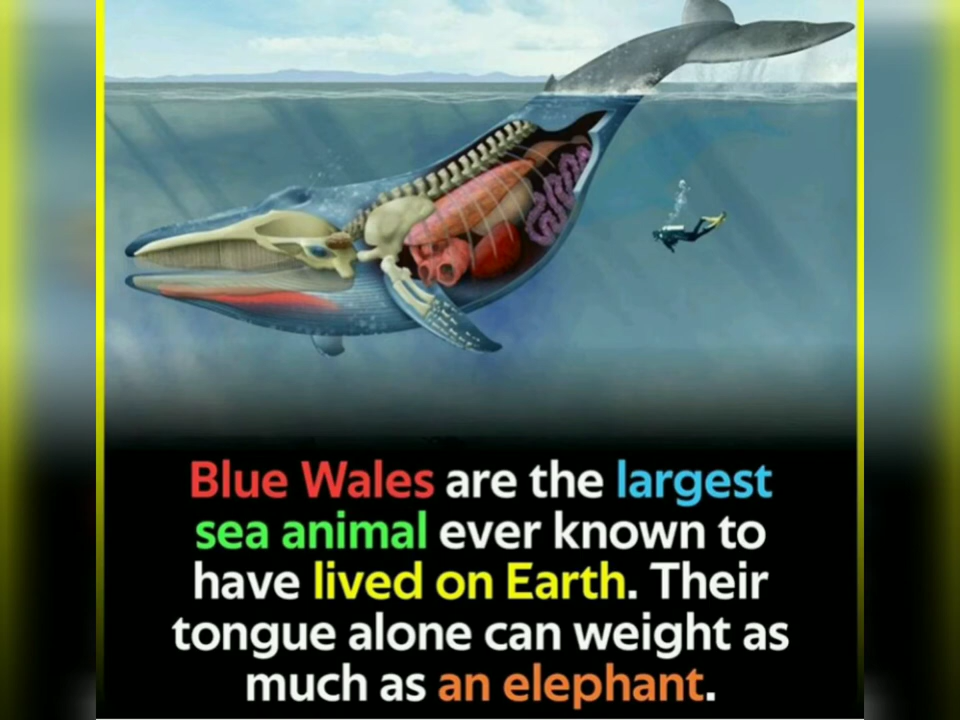 Blue Wales are the largest
sea animal ever known to
have lived on Earth. Their
tongue alone can weight as
much as an elephant.